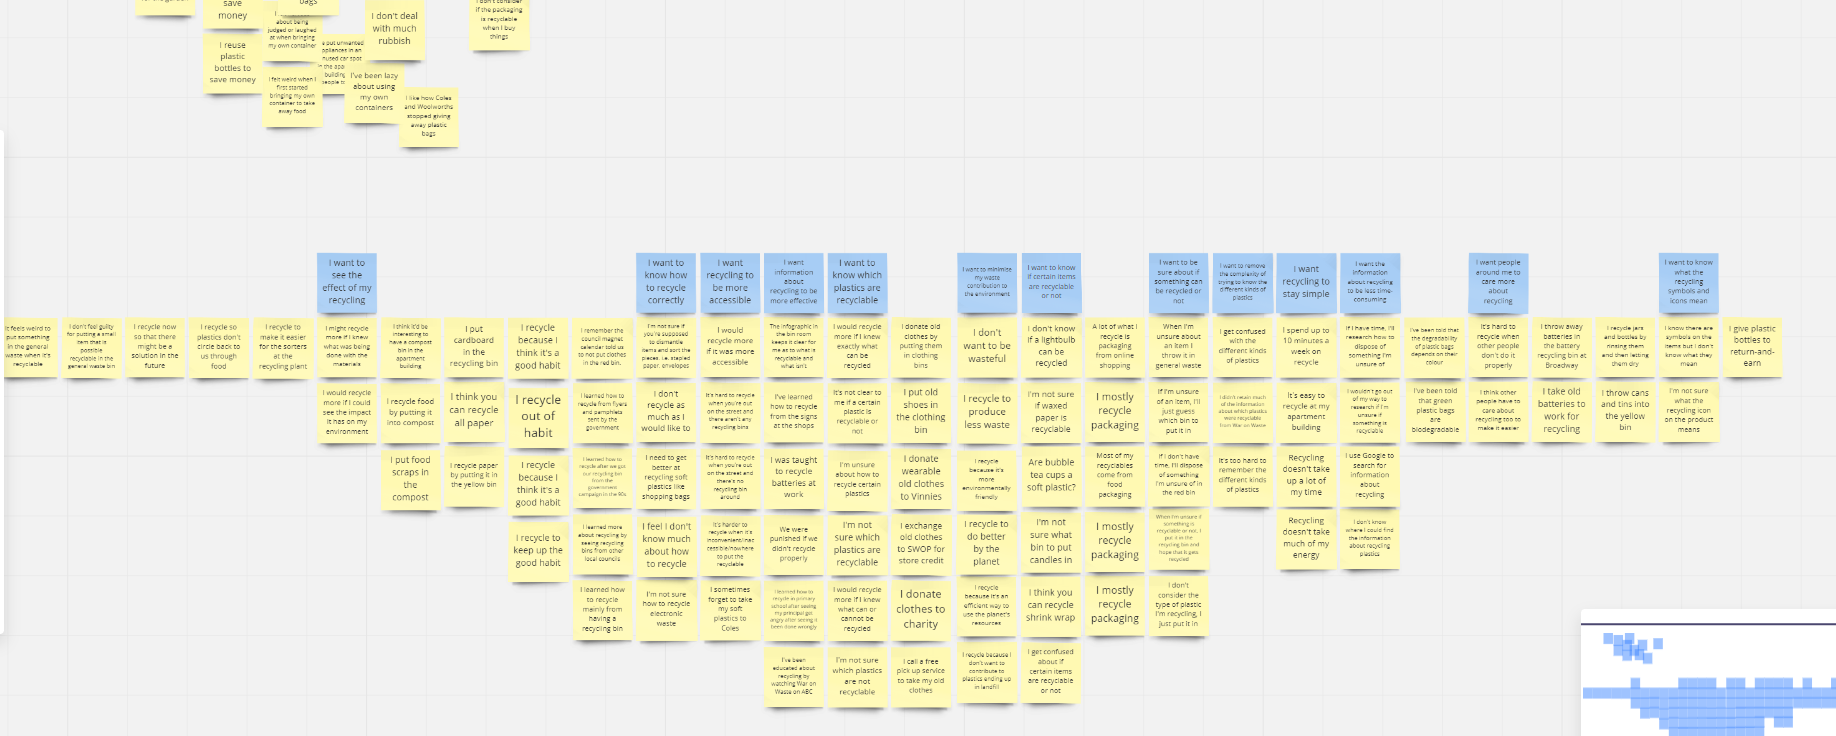 save
money
bags
I don't deal
with much
rubbish
if the packaging
is recyclable
when I buy
things
about being
judged or laughed
at when bringing
my own container
I reuse
plastic
bottles to
save money
put unwanted
appliances in an
I felt weird when I
first started
bringing my own
container to take
away food
I've been lazy
about using
my own
containers
I like how Coles
and Woolworths
stopped giving
away plastic
bags
I want to
see the
effect of my
recycling
I want to
know how
to recycle
correctly
I want
recycling to
be more
accessible
I want
information
about
recycling to be
more effective
I want to
know which
plastics are
recyclable
I want to minimise
my waste
contribution to
the environment
I want to know
if certain items
are recyclable
or not
I want to be
sure about if
something can
be recycled or
not
I want to remove
the complexity of
trying to know the
different kinds of
plastics
I want
recycling to
stay simple
I want the
information
about recycling
to be less time-
consuming
I want people
around me to
care more
about
recycling
I want to know
what the
recycling
symbols and
icons mean
It feels weird to
put something
in the general
waste when it's
recyclable
I don't feel guilty
for putting a small
item that is
possible
recyclable in the
general waste bin
I recycle now
so that there
might be a
solution in the
future
I recycle so
plastics don't
circle back to
us through
food
I recycle to
make it easier
for the sorters
at the
recycling plant
I might recycle
more if I knew
what was being
done with the
materials
I think it'd be
interesting to
have a compost
bin in the
apartment
building
I put
cardboard
in the
recycling bin
I recycle
because I
think it's a
good habit
I remember the
council magnet
calendar told us
to not put clothes
in the red bin.
I'm not sure if
you're supposed
to dismantle
items and sort the
pieces. i.e. stapled
paper. envelopes
I would
recycle
more if it was
more
accessible
The infographic in
the bin room
keeps it clear for
me as to what is
recyclable and
what isn't
I would recycle
more if I knew
exactly what
can be
recycled
I donate old
clothes by
putting them
in clothing
bins
I don't
want to be
wasteful
I don't know
if a lightbulb
can be
recycled
A lot of what I
recycle is
packaging
from online
shopping
When I'm
unsure about
an item I
throw it in
general waste
I get confused
with the
different kinds
of plastics
I spend up to
10 minutes a
week on
recycle
If I have time, I'll
research how to
dispose of
something I'm
unsure of
I've been told that
the degradability
of plastic bags
depends on their
colour
It's hard to
recycle when
other people
don't do it
properly
I throw away
batteries in
the battery
recycling bin at
Broadway
I recycle jars
and bottles by
rinsing them
and then letting
them dry
I know there are
symbols on the
items but I don't
know what they
mean
I give plastic
bottles to
return-and-
earn
I would recycle
more if I could
see the impact
it has on my
environment
I recycle food
by putting it
into compost
I think you
can recycle
all paper
I recycle
out of
habit
I learned how to
recycle from flyers
and pamphlets
sent by the
government
I don't
recycle as
much as I
would like to
It's hard to recycle
when you're out
on the street and
there aren't any
recycling bins
I've learned
how to recycle
from the signs
at the shops
It's not clear to
me if a certain
plastic is
recyclable or
not
I put old
shoes in
the clothing
bin
I recycle to
produce
less waste
I'm not sure
if waxed
paper is
recyclable
I mostly
recycle
packaging
If I'm unsure
of an item, I'll
just guess
which bin to
put it in
I didn't retain much
of the information
about which plastics
were recyclable
from War on Waste
It's easy to
recycle at my
apartment
building
I wouldn't go out
of my way to
research if I'm
unsure if
something is
recyclable
I've been told
that green
plastic bags
are
biodegradable
I think other
people have to
care about
recycling too to
make it easier
I take old
batteries to
work for
recycling
I throw cans
and tins into
the yellow
bin
I'm not sure
what the
recycling icon
on the product
means
I put food
scraps in
the
compost
I recycle paper
by putting it in
the yellow bin
I recycle
because I
think it's a
good habit
I learned how to
recycle after we got
our recycling bin
from the
government
campaign in the 90s
I need to get
better at
recycling soft
plastics like
shopping bags
It's hard to recycle
when you're out
on the street and
there's no
recycling bin
around
I was taught
to recycle
batteries at
work
I'm unsure
about how to
recycle certain
plastics
I donate
wearable
old clothes
to Vinnies
I recycle
because it's
more
environmentally
friendly
Are bubble
tea cups a
soft plastic?
Most of my
recyclables
come from
food
packaging
If I don't have
time, I'll dispose
of something
I'm unsure of in
the red bin
It's too hard to
remember the
different kinds
of plastics
Recycling
doesn't take
up a lot of
my time
I use Google to
search for
information
about
recycling
I recycle to
keep up the
good habit
I learned more
about recycling by
seeing recycling
bins from other
local councils
I feel I don't
know much
about how
to recycle
It's harder to
recycle when it's
inconvenient/inac
cessible/nowhere
to put the
recyclable
We were
punished if we
didn't recycle
properly
I'm not
sure which
plastics are
recyclable
I exchange
old clothes
to SWOP for
store credit
I recycle to
do better
by the
planet
I'm not
sure what
bin to put
candles in
I mostly
recycle
packaging
When I'm unsure if
something is
recyclable or not, I
put it in the
recycling bin and
hope that it gets
recycled
Recycling
doesn't take
much of my
energy
I don't know
where I could find
the information
about recycling
plastics
I learned how
to recycle
mainly from
having a
recycling bin
I'm not sure
how to recycle
electronic
waste
I sometimes
forget to take
my soft
plastics to
Coles
I learned how to
recycle in primary
school after seeing
my principal get
angry after seeing it
been done wrongly
I would recycle
more if I knew
what can or
cannot be
recycled
I donate
clothes to
charity
I recycle
because it's an
efficient way to
use the planet's
resources
I think you
can recycle
shrink wrap
I mostly
recycle
packaging
I don't
consider the
type of plastic
I'm recycling, I
just put it in
I've been
educated about
recycling by
watching War on
Waste on ABC
I'm not sure
which plastics
are not
recyclable
I call a free
pick up service
to take my old
clothes
I recycle because I
don't want to
contribute to
plastics ending up
in landfill
I get confused
about if
certain items
are recyclable
or not